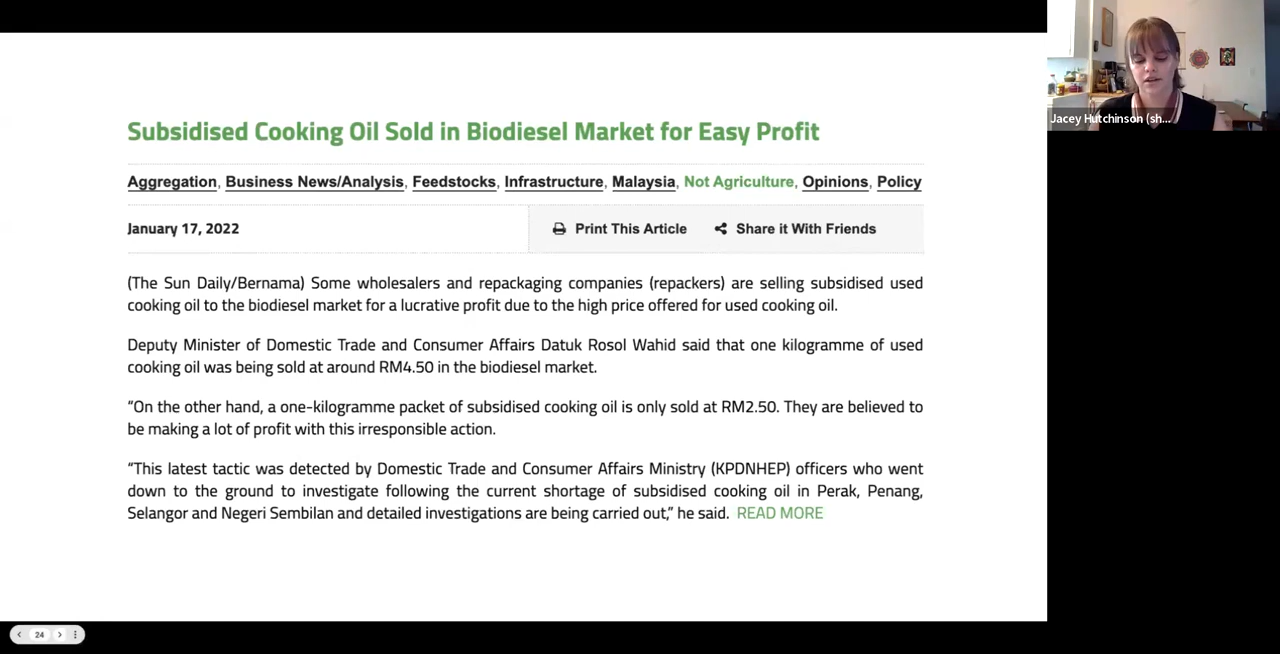 Subsidised Cooking Oil Sold in Biodiesel Market for Easy Profit
Aggregation, Business News/Analysis, Feedstocks, Infrastructure, Malaysia, Not Agriculture, Opinions, Policy
January 17, 2022
Print This Article
Share it With Friends
(The Sun Daily/Bernama) Some wholesalers and repackaging companies (repackers) are selling subsidised used
cooking oil to the biodiesel market for a lucrative profit due to the high price offered for used cooking oil.
Deputy Minister of Domestic Trade and Consumer Affairs Datuk Rosol Wahid said that one kilogramme of used
cooking oil was being sold at around RM4.50 in the biodiesel market.
“On the other hand, a one-kilogramme packet of subsidised cooking oil is only sold at RM2.50. They are believed to
be making a lot of profit with this irresponsible action.
“This latest tactic was detected by Domestic Trade and Consumer Affairs Ministry (KPDNHEP) officers who went
down to the ground to investigate following the current shortage of subsidised cooking oil in Perak, Penang,
Selangor and Negeri Sembilan and detailed investigations are being carried out,” he said. READ MORE
Jacey Hutchinson (sh...
24